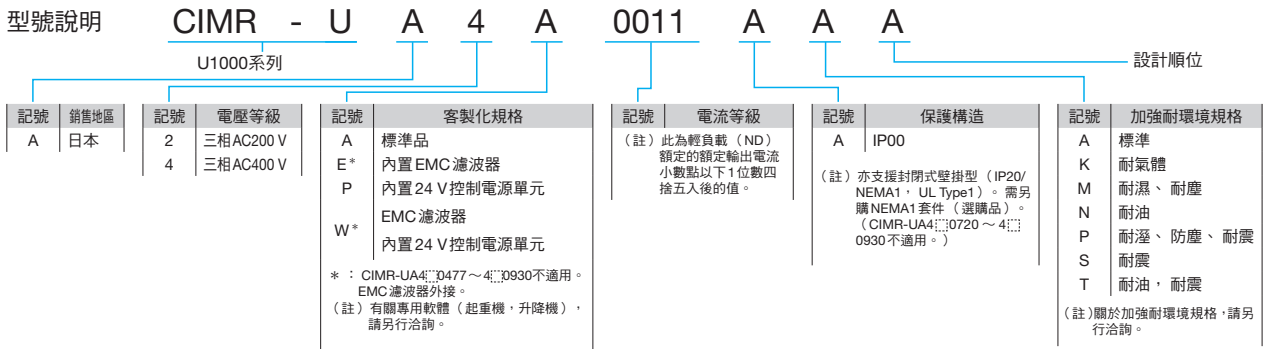 型號說明 CIMR - U A 4 A 0011 A A A
U1000系列
設計順位
記號 銷售地區
A 日本
記號 電壓等級
2 三相AC200 V
4 三相AC400 V
記號 客製化規格
A 標準品
E* 內置EMC濾波器
P 內置24 V控制電源單元
W* EMC濾波器
內置24 V控制電源單元
* : CIMR-UA4⬚0477～4⬚0930不適用。
EMC濾波器外接。
（註）有關專用軟體（起重機，升降機），
請另行洽詢。
記號 電流等級
（註）此為輕負載（ND）
額定的額定輸出電流
小數點以下1位數四
捨五入後的值。
記號 保護構造
A IP00
（註）亦支援封閉式壁掛型（IP20/
NEMA1，UL Type1）。需另
購NEMA1套件（選購品）。
（CIMR-UA4⬚0720～4⬚
0930不適用。）
記號 加強耐環境規格
A 標準
K 耐氣體
M 耐濕、耐塵
N 耐油
P 耐溼、防塵、耐震
S 耐震
T 耐油，耐震
（註）關於加強耐環境規格，請另
行洽詢。